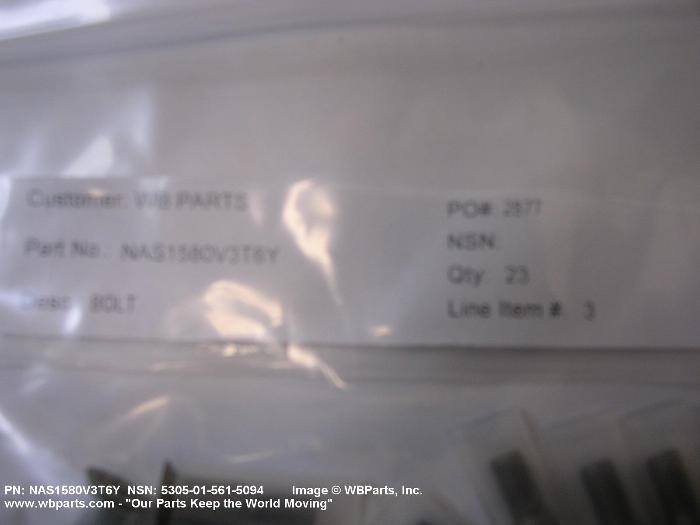 Customer: WB PARTS
PO#: 2877
Part No.: NAS1580V3T6Y
NSN:
Qty: 23
Desc: BOLT
Line Item #: 3
PN: NAS1580V3T6Y NSN: 5305-01-561-5094 Image © WBParts, Inc.
www.wbparts.com - "Our Parts Keep the World Moving"